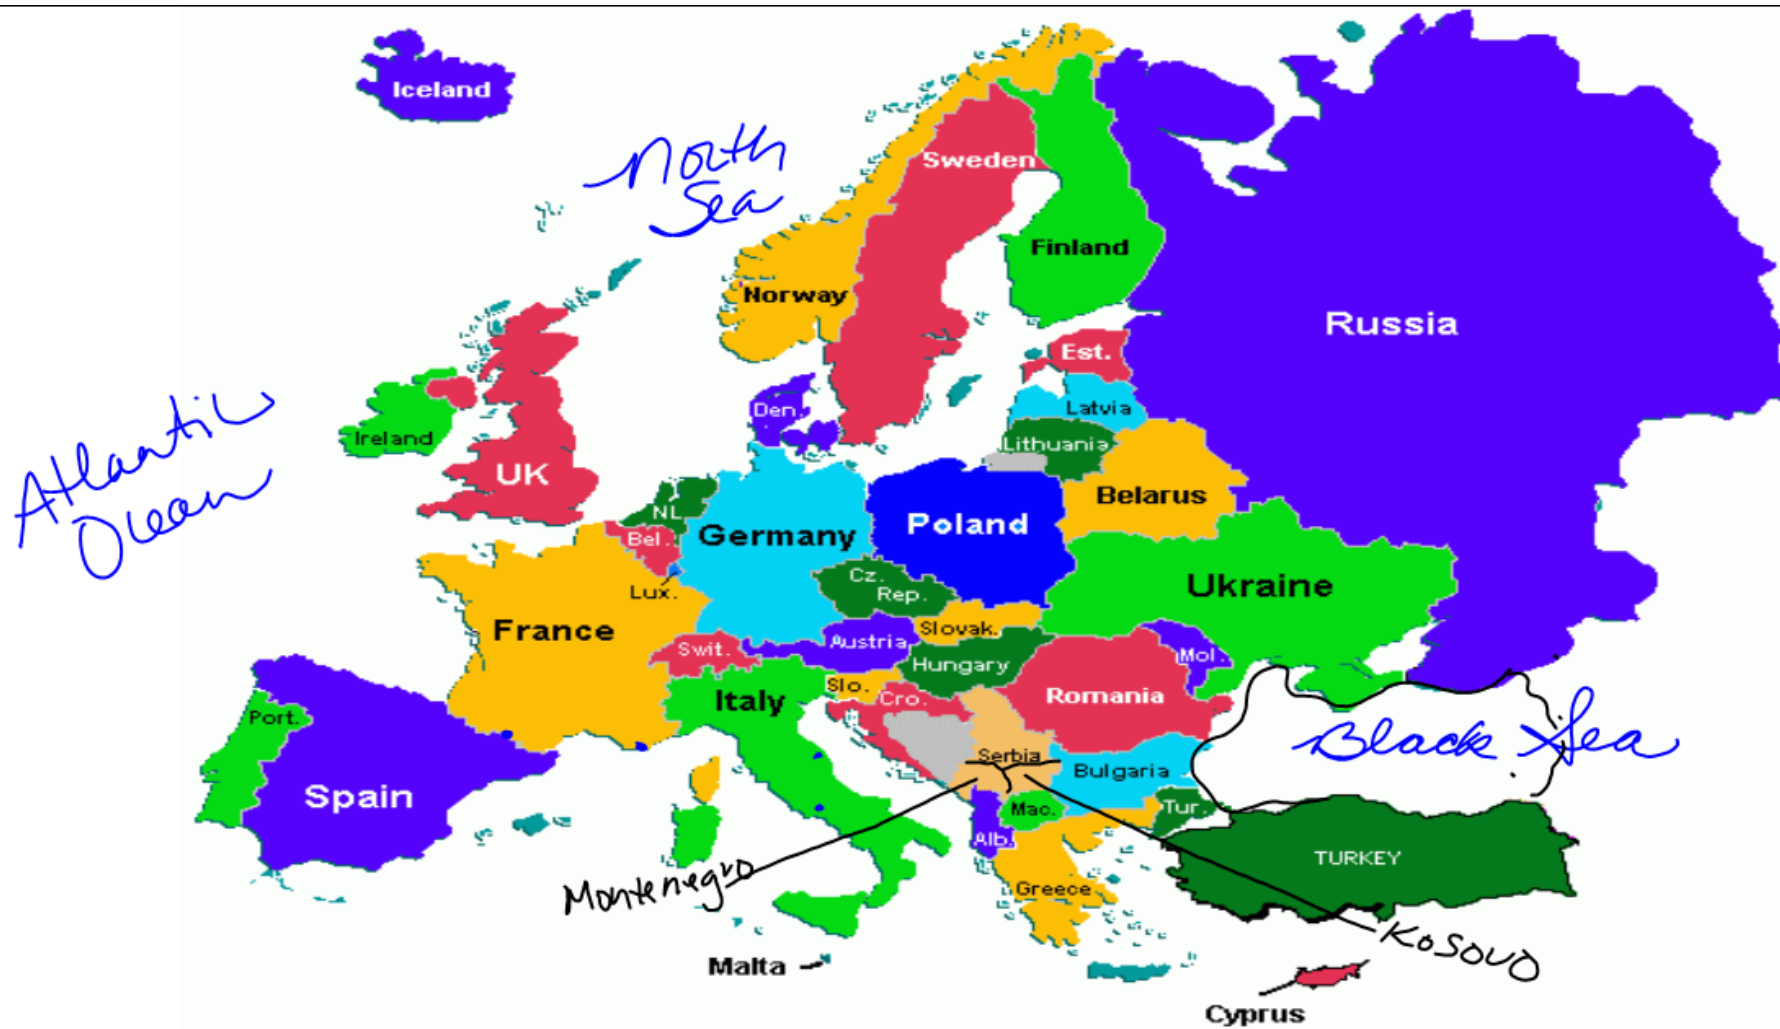 Iceland
North
Sea
Sweden
Finland
Norway
Russia
Est.
Atlantic
Ocean
Den.
Latvia
Ireland
Lithuania
UK
Belarus
NL
Poland
Bel.
Germany
Cz.
Rep.
Ukraine
Lux.
France
Slovak.
Austria
Swit.
Mol.
Hungary
Slo.
Cro.
Romania
Italy
Port.
Black Sea
Serbia
Bulgaria
Spain
Mac.
Tur.
Alb.
TURKEY
Montenegro
Greece
Kosovo
Malta
Cyprus